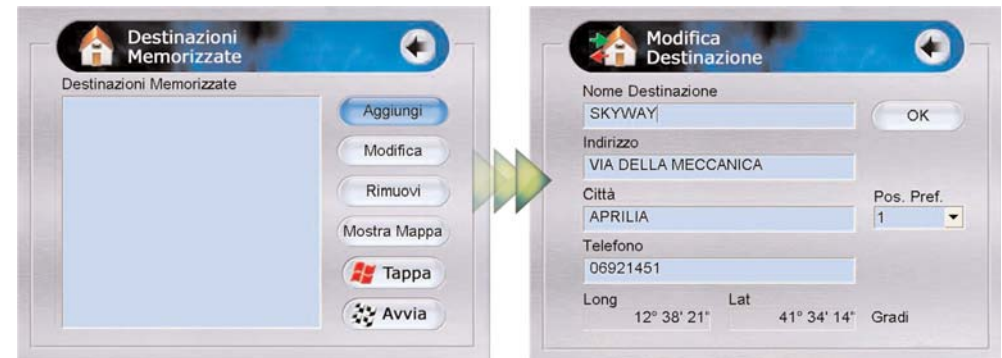 Destinazioni
Memorizzate
Destinazioni Memorizzate
Aggiungi
Modifica
Rimuovi
Mostra Mappa
Tappa
Avvia
Modifica
Destinazione
Nome Destinazione
SKYWAY
OK
Indirizzo
VIA DELLA MECCANICA
Città
Pos. Pref.
APRILIA
1
Telefono
06921451
Long Lat
12° 38' 21" 41° 34' 14" Gradi